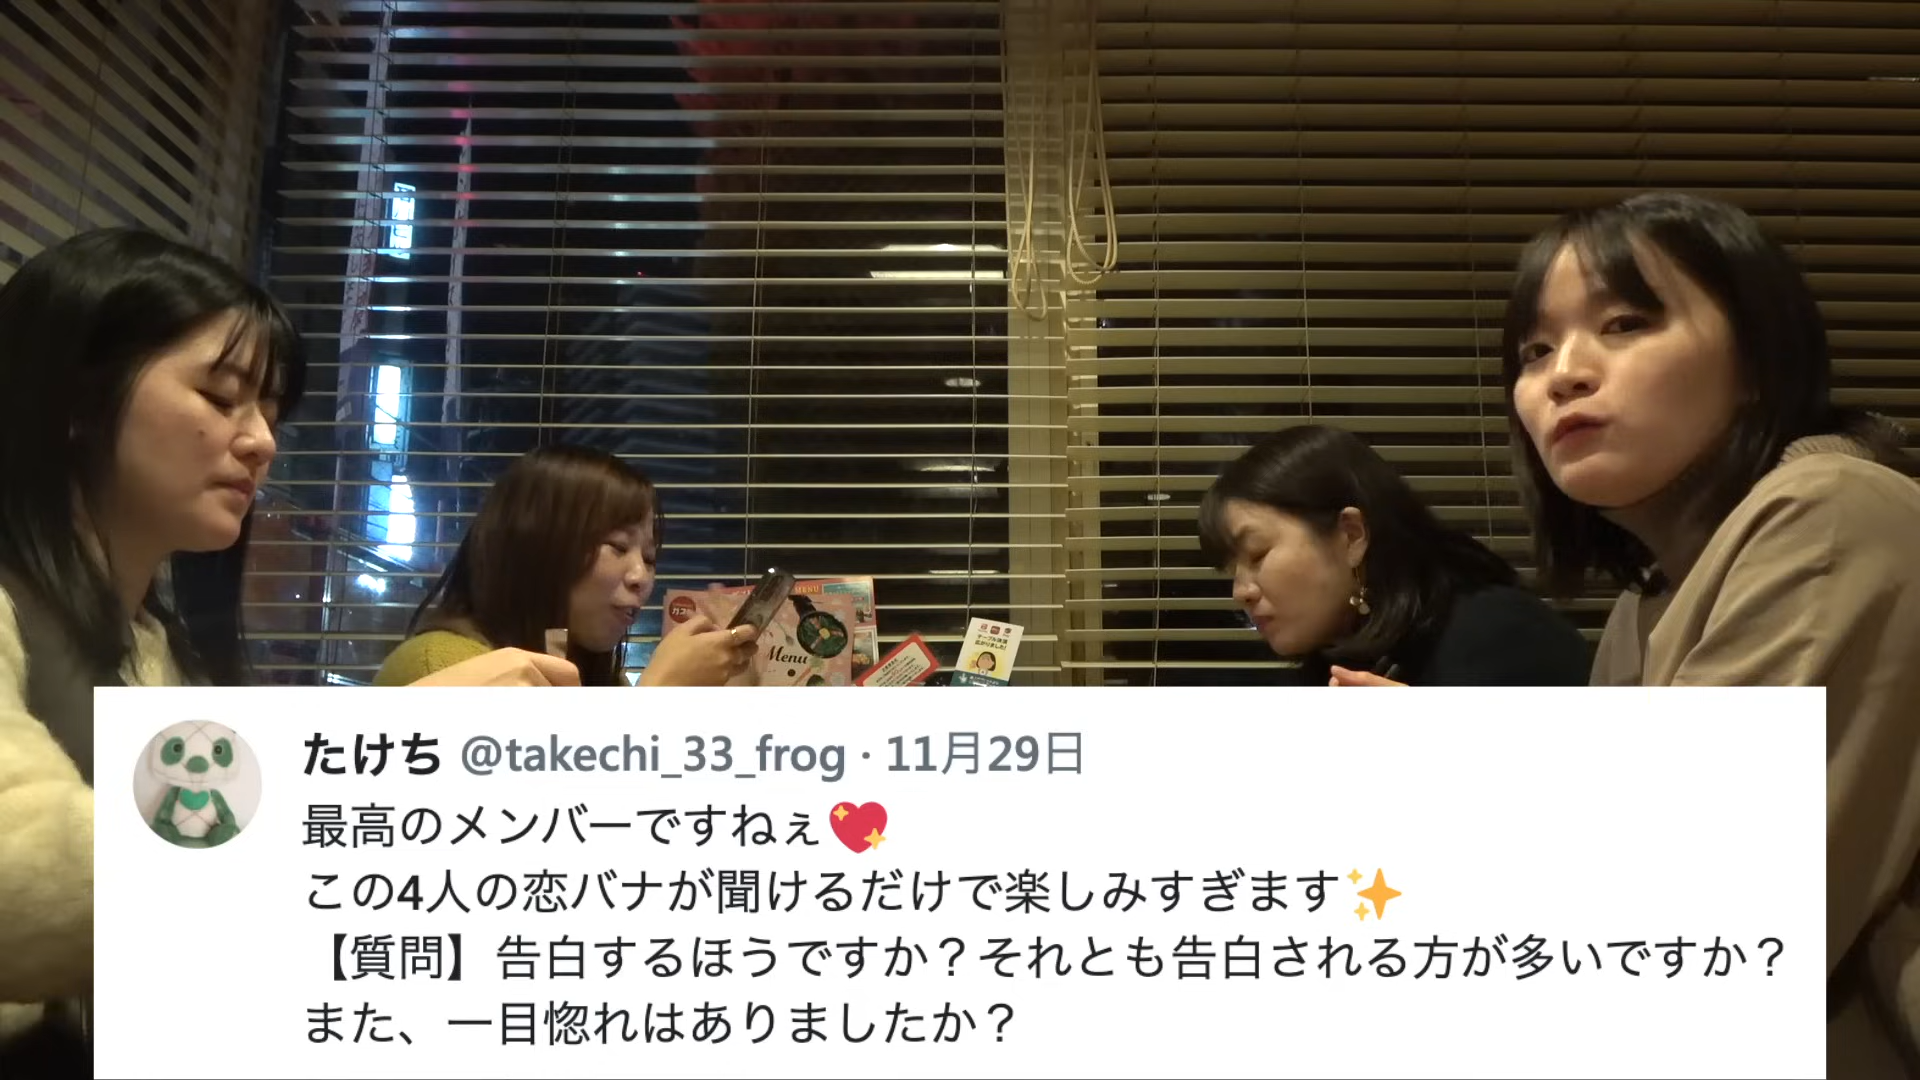 MENU
Menu
たけち @takechi_33_frog · 11月29日
最高のメンバーですねぇ💖
この4人の恋バナが聞けるだけで楽しみすぎます✨
【質問】告白するほうですか？それとも告白される方が多いですか？
また、一目惚れはありましたか？